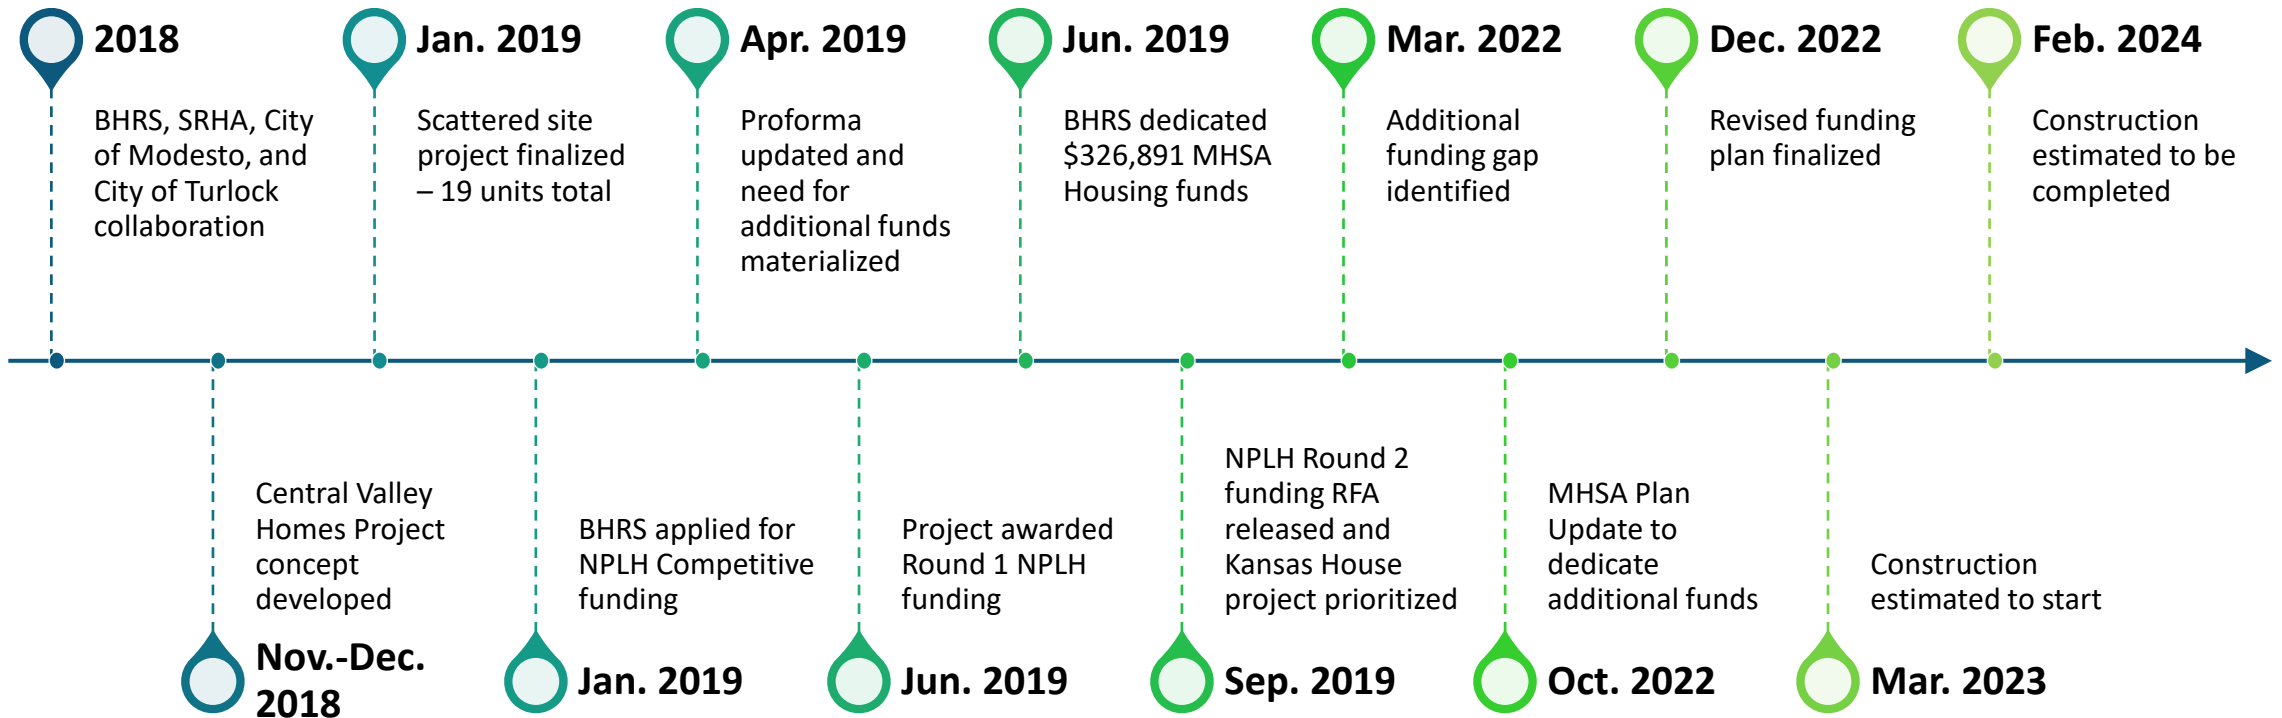 2018
BHRS, SRHA, City
of Modesto, and
City of Turlock
collaboration
Central Valley
Homes Project
concept
developed
Nov.-Dec.
2018
Jan. 2019
Scattered site
project finalized
– 19 units total
BHRS applied for
NPLH Competitive
funding
Jan. 2019
Apr. 2019
Proforma
updated and
need for
additional funds
materialized
Project awarded
Round 1 NPLH
funding
Jun. 2019
Jun. 2019
BHRS dedicated
$326,891 MHSA
Housing funds
NPLH Round 2
funding RFA
released and
Kansas House
project prioritized
Sep. 2019
Mar. 2022
Additional
funding gap
identified
MHSA Plan
Update to
dedicate
additional funds
Oct. 2022
Dec. 2022
Revised funding
plan finalized
Construction
estimated to start
Mar. 2023
Feb. 2024
Construction
estimated to be
completed